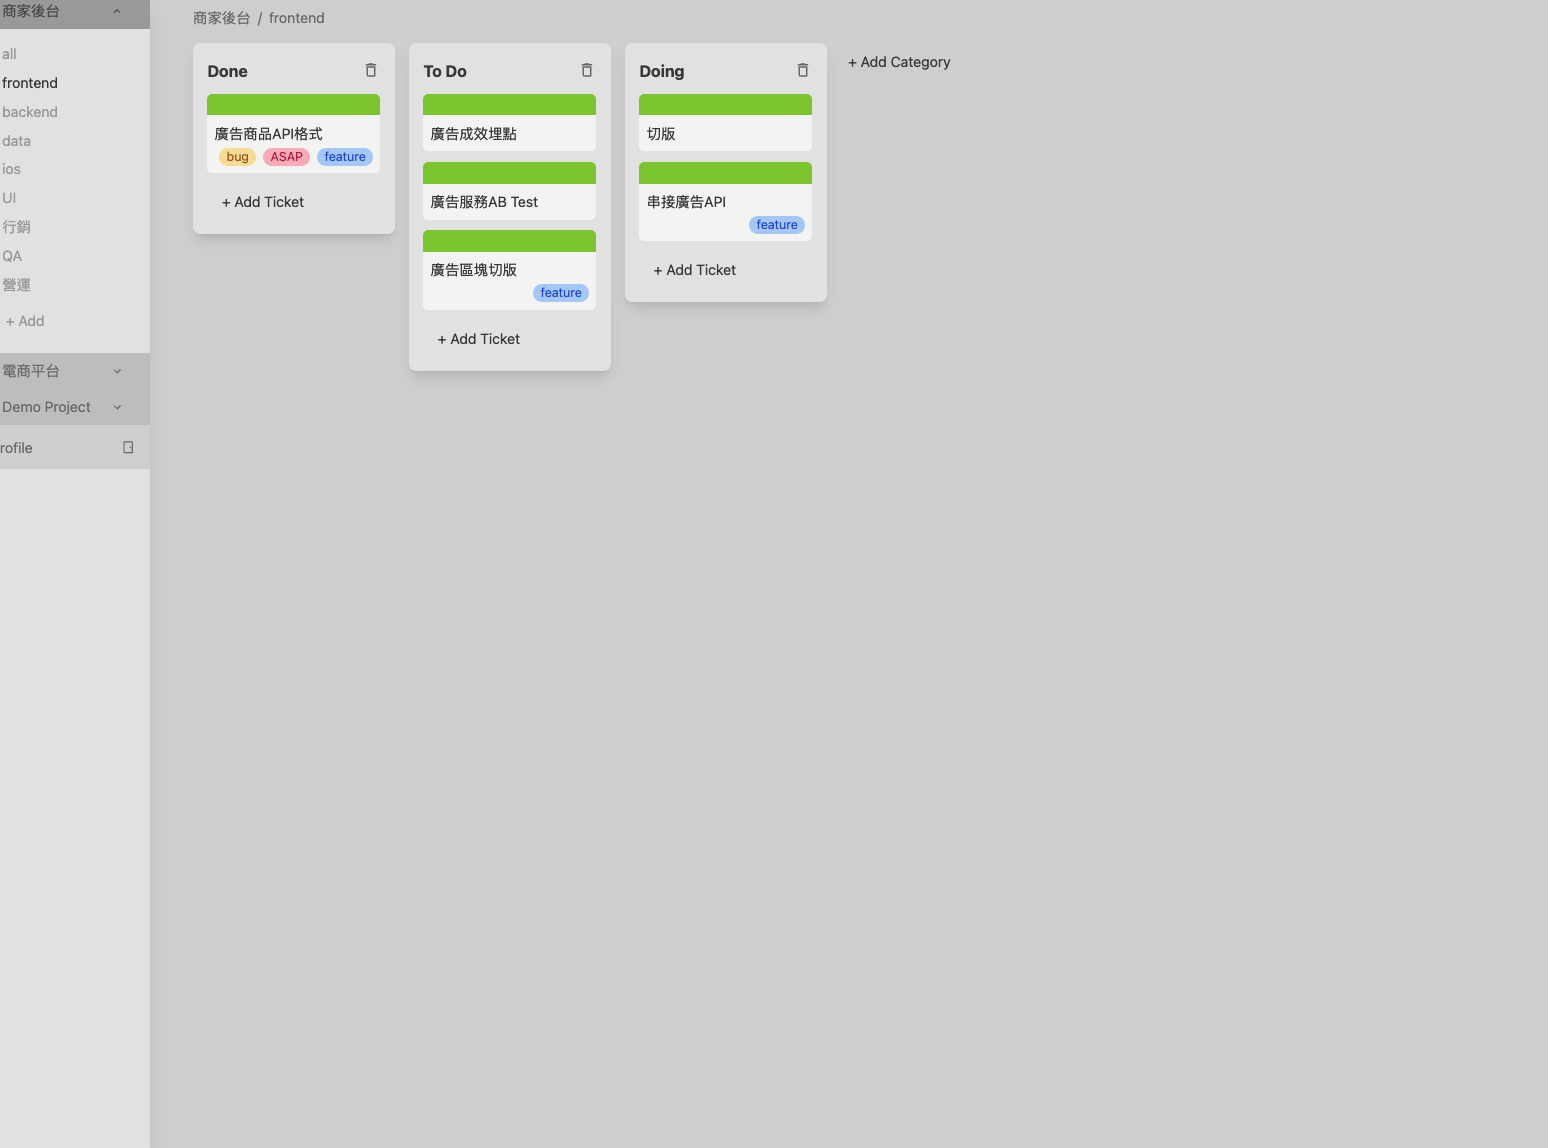 商家後台
all
frontend
backend
data
ios
UI
行銷
QA
營運
+ Add
電商平台
Demo Project
rofile
商家後台 / frontend
Done
廣告商品API格式
bug ASAP feature
+ Add Ticket
To Do
廣告成效埋點
廣告服務AB Test
廣告區塊切版
feature
+ Add Ticket
Doing
切版
串接廣告API
feature
+ Add Ticket
+ Add Category